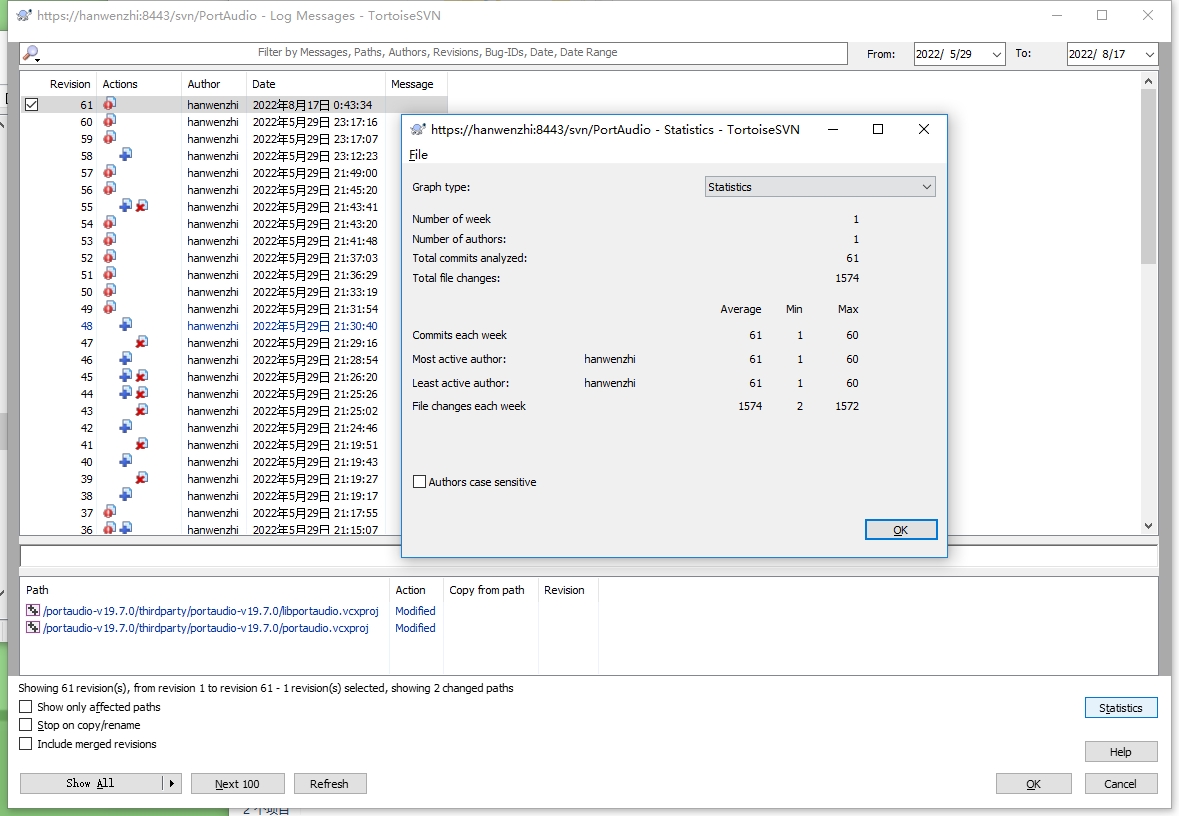 https://hanwenzhi:8443/svn/PortAudio - Log Messages - TortoiseSVN
Filter by Messages, Paths, Authors, Revisions, Bug-IDs, Date, Date Range
From: 2022/ 5/29 To: 2022/ 8/17
Revision Actions Author Date Message
61 hanwenzhi 2022年8月17日 0:43:34
60 hanwenzhi 2022年5月29日 23:17:16
59 hanwenzhi 2022年5月29日 23:17:07
58 hanwenzhi 2022年5月29日 23:12:23
57 hanwenzhi 2022年5月29日 21:49:00
56 hanwenzhi 2022年5月29日 21:45:20
55 hanwenzhi 2022年5月29日 21:43:41
54 hanwenzhi 2022年5月29日 21:43:20
53 hanwenzhi 2022年5月29日 21:41:48
52 hanwenzhi 2022年5月29日 21:37:03
51 hanwenzhi 2022年5月29日 21:36:29
50 hanwenzhi 2022年5月29日 21:33:19
49 hanwenzhi 2022年5月29日 21:31:54
48 hanwenzhi 2022年5月29日 21:30:40
47 hanwenzhi 2022年5月29日 21:29:16
46 hanwenzhi 2022年5月29日 21:28:54
45 hanwenzhi 2022年5月29日 21:26:20
44 hanwenzhi 2022年5月29日 21:25:26
43 hanwenzhi 2022年5月29日 21:25:02
42 hanwenzhi 2022年5月29日 21:24:46
41 hanwenzhi 2022年5月29日 21:19:51
40 hanwenzhi 2022年5月29日 21:19:43
39 hanwenzhi 2022年5月29日 21:19:27
38 hanwenzhi 2022年5月29日 21:19:17
37 hanwenzhi 2022年5月29日 21:17:55
36 hanwenzhi 2022年5月29日 21:15:07
https://hanwenzhi:8443/svn/PortAudio - Statistics - TortoiseSVN
File
Graph type: Statistics
Number of week 1
Number of authors: 1
Total commits analyzed: 61
Total file changes: 1574
Average Min Max
Commits each week 61 1 60
Most active author: hanwenzhi 61 1 60
Least active author: hanwenzhi 61 1 60
File changes each week 1574 2 1572
Authors case sensitive
OK
Path Action Copy from path Revision
/portaudio-v19.7.0/thirdparty/portaudio-v19.7.0/libportaudio.vcxproj Modified
/portaudio-v19.7.0/thirdparty/portaudio-v19.7.0/portaudio.vcxproj Modified
Showing 61 revision(s), from revision 1 to revision 61 - 1 revision(s) selected, showing 2 changed paths
Show only affected paths
Stop on copy/rename
Include merged revisions
Statistics
Help
Show All Next 100 Refresh OK Cancel
2 个项目